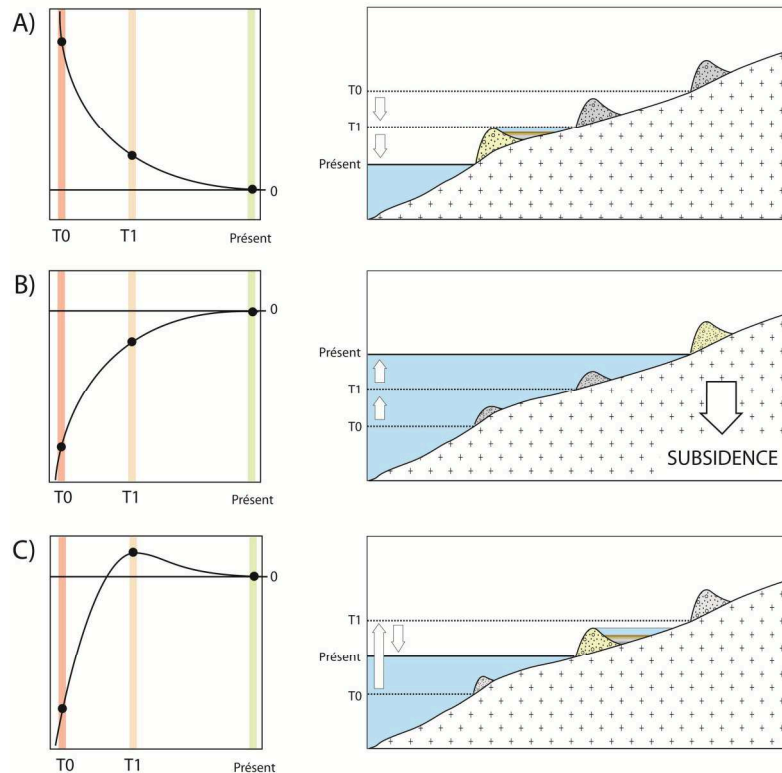 A)
0
T0
T1
Présent
T0
T1
Présent
B)
0
T0
T1
Présent
Présent
T1
T0
SUBSIDENCE
C)
0
T0
T1
Présent
T1
Présent
T0